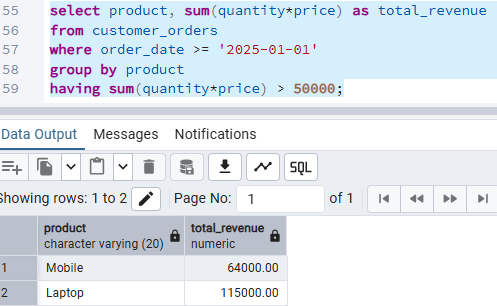 55 select product, sum(quantity*price) as total_revenue
56 from customer_orders
57 where order_date >= '2025-01-01'
58 group by product
59 having sum(quantity*price) > 50000;
Data Output Messages Notifications
SQL
Showing rows: 1 to 2 Page No: 1 of 1
product total_revenue
character varying (20) numeric
1 Mobile 64000.00
2 Laptop 115000.00